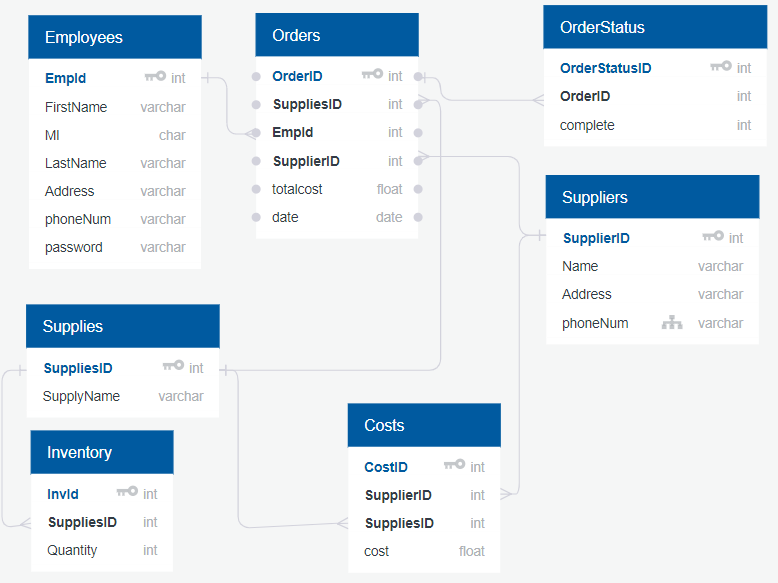 Employees
EmpId int
FirstName varchar
MI char
LastName varchar
Address varchar
phoneNum varchar
password varchar
Orders
OrderID int
SuppliesID int
EmpId int
SupplierID int
totalcost float
date date
OrderStatus
OrderStatusID int
OrderID int
complete int
Suppliers
SupplierID int
Name varchar
Address varchar
phoneNum varchar
Supplies
SuppliesID int
SupplyName varchar
Inventory
InvId int
SuppliesID int
Quantity int
Costs
CostID int
SupplierID int
SuppliesID int
cost float